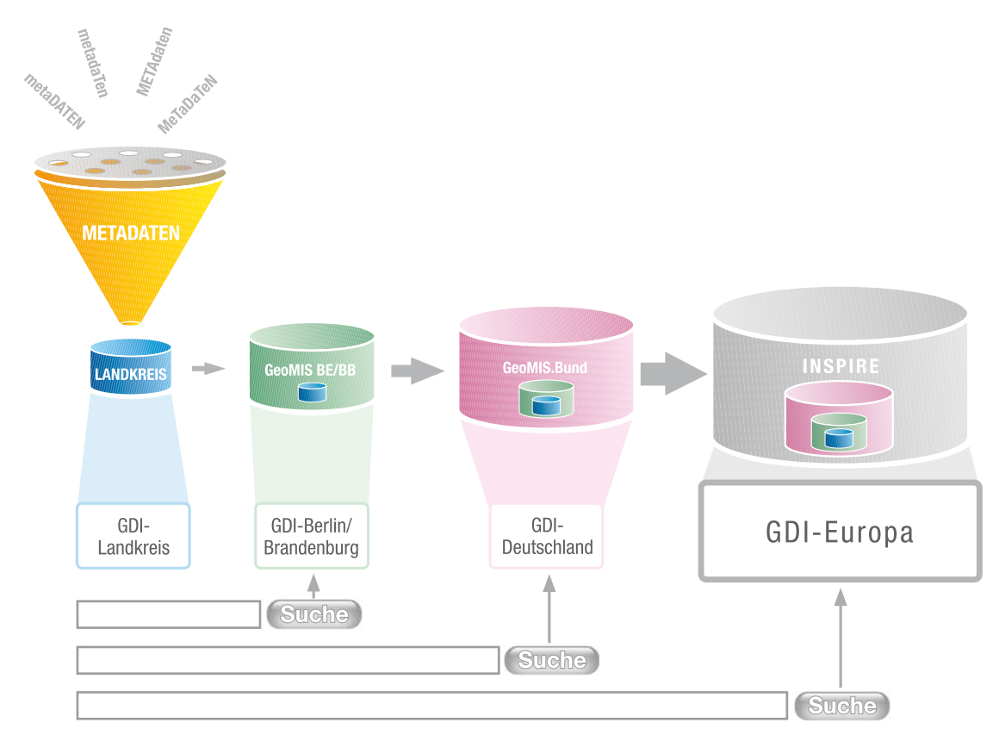 metaDATEN
metadaTen
METAdaten
MeTaDaTeN
METADATEN
LANDKREIS
GeoMIS BE/BB
GeoMIS.Bund
INSPIRE
GDI-
Landkreis
GDI-Berlin/
Brandenburg
GDI-
Deutschland
GDI-Europa
Suche
Suche
Suche